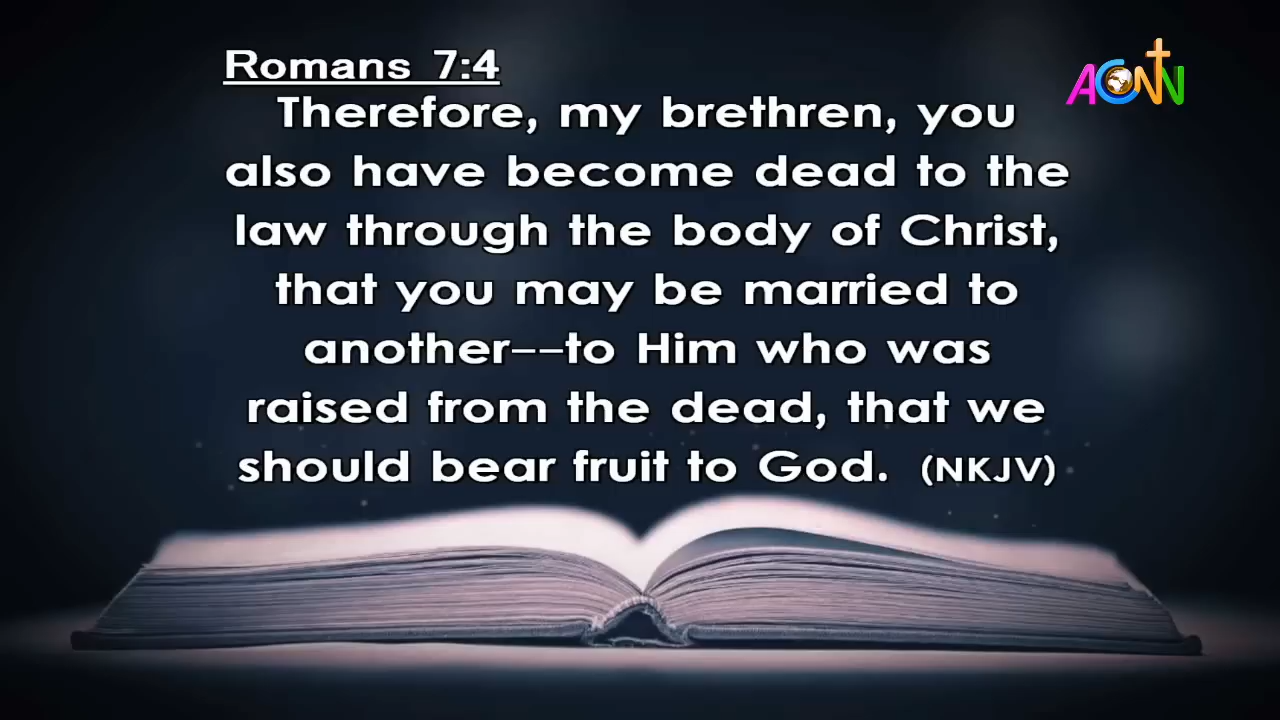 Romans 7:4
ACNN
Therefore, my brethren, you
also have become dead to the
law through the body of Christ,
that you may be married to
another––to Him who was
raised from the dead, that we
should bear fruit to God. (NKJV)